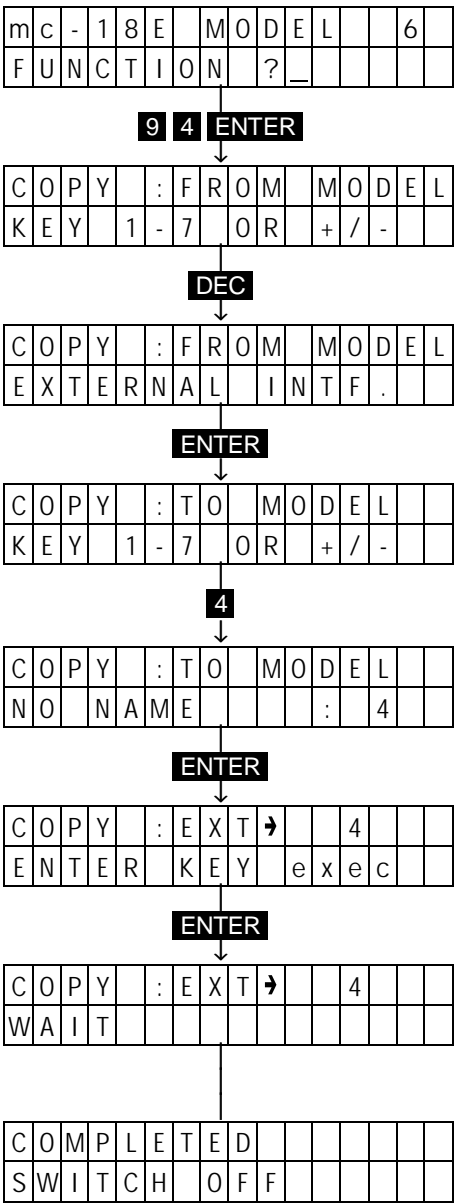 mc-18E MODEL 6
FUNCTION ?_
9 4 ENTER
COPY :FROM MODEL
KEY 1-7 OR +/-
DEC
COPY :FROM MODEL
EXTERNAL INTF.
ENTER
COPY :TO MODEL
KEY 1-7 OR +/-
4
COPY :TO MODEL
NO NAME : 4
ENTER
COPY :EXT➔ 4
ENTER KEY exec
ENTER
COPY :EXT➔ 4
WAIT
COMPLETED
SWITCH OFF